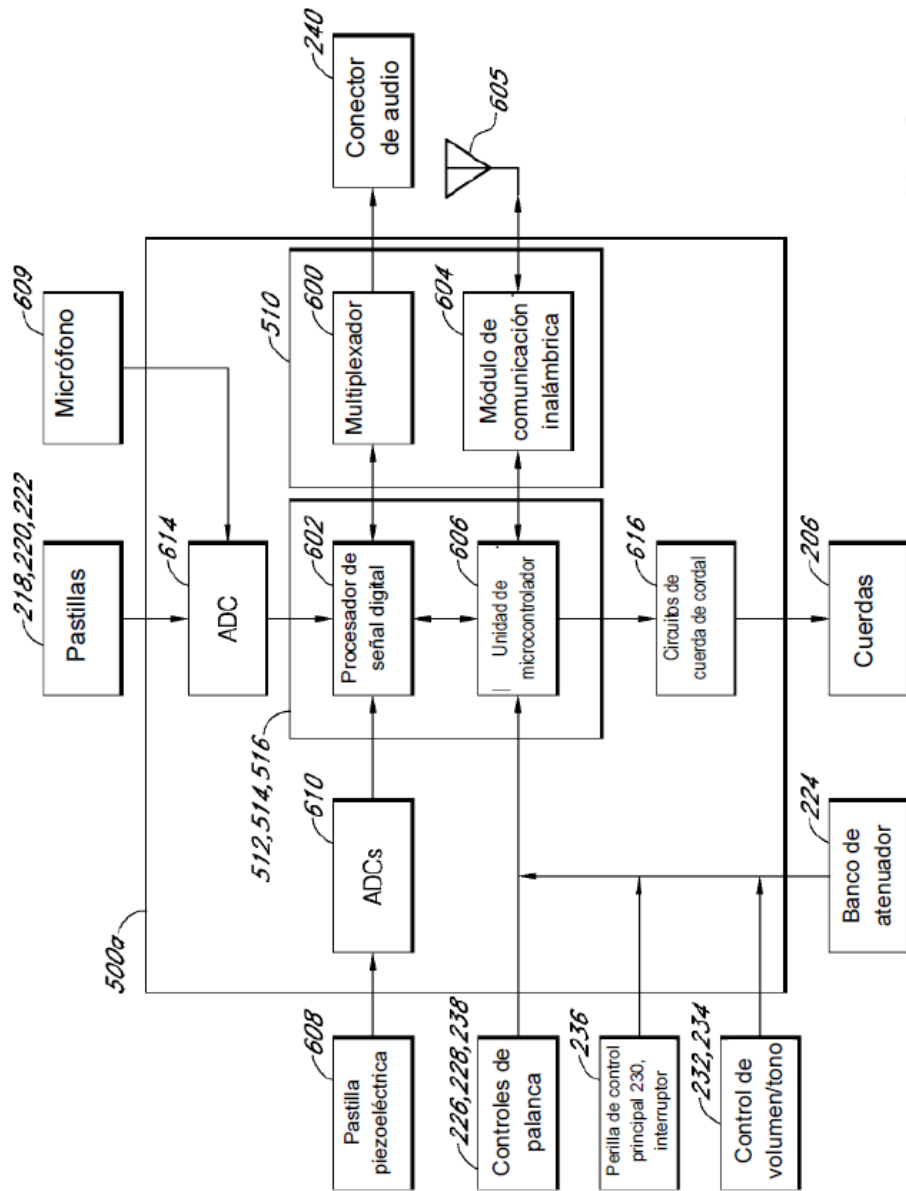 500a
Pastilla
piezoeléctrica
608
ADCs
610
Pastillas
218,220,222
Micrófono
609
ADC
614
512,514,516
Procesador de
señal digital
602
510
Multiplexador
600
Conector
de audio
240
Controles de
palanca
226,228,238
Unidad de
microcontrolador
606
Módulo de
comunicación
inalámbrica
604
605
Perilla de control
principal 230,
interruptor
236
Circuitos de
cuerda de cordal
616
Control de
volumen/tono
232,234
Banco de
atenuador
224
Cuerdas
206